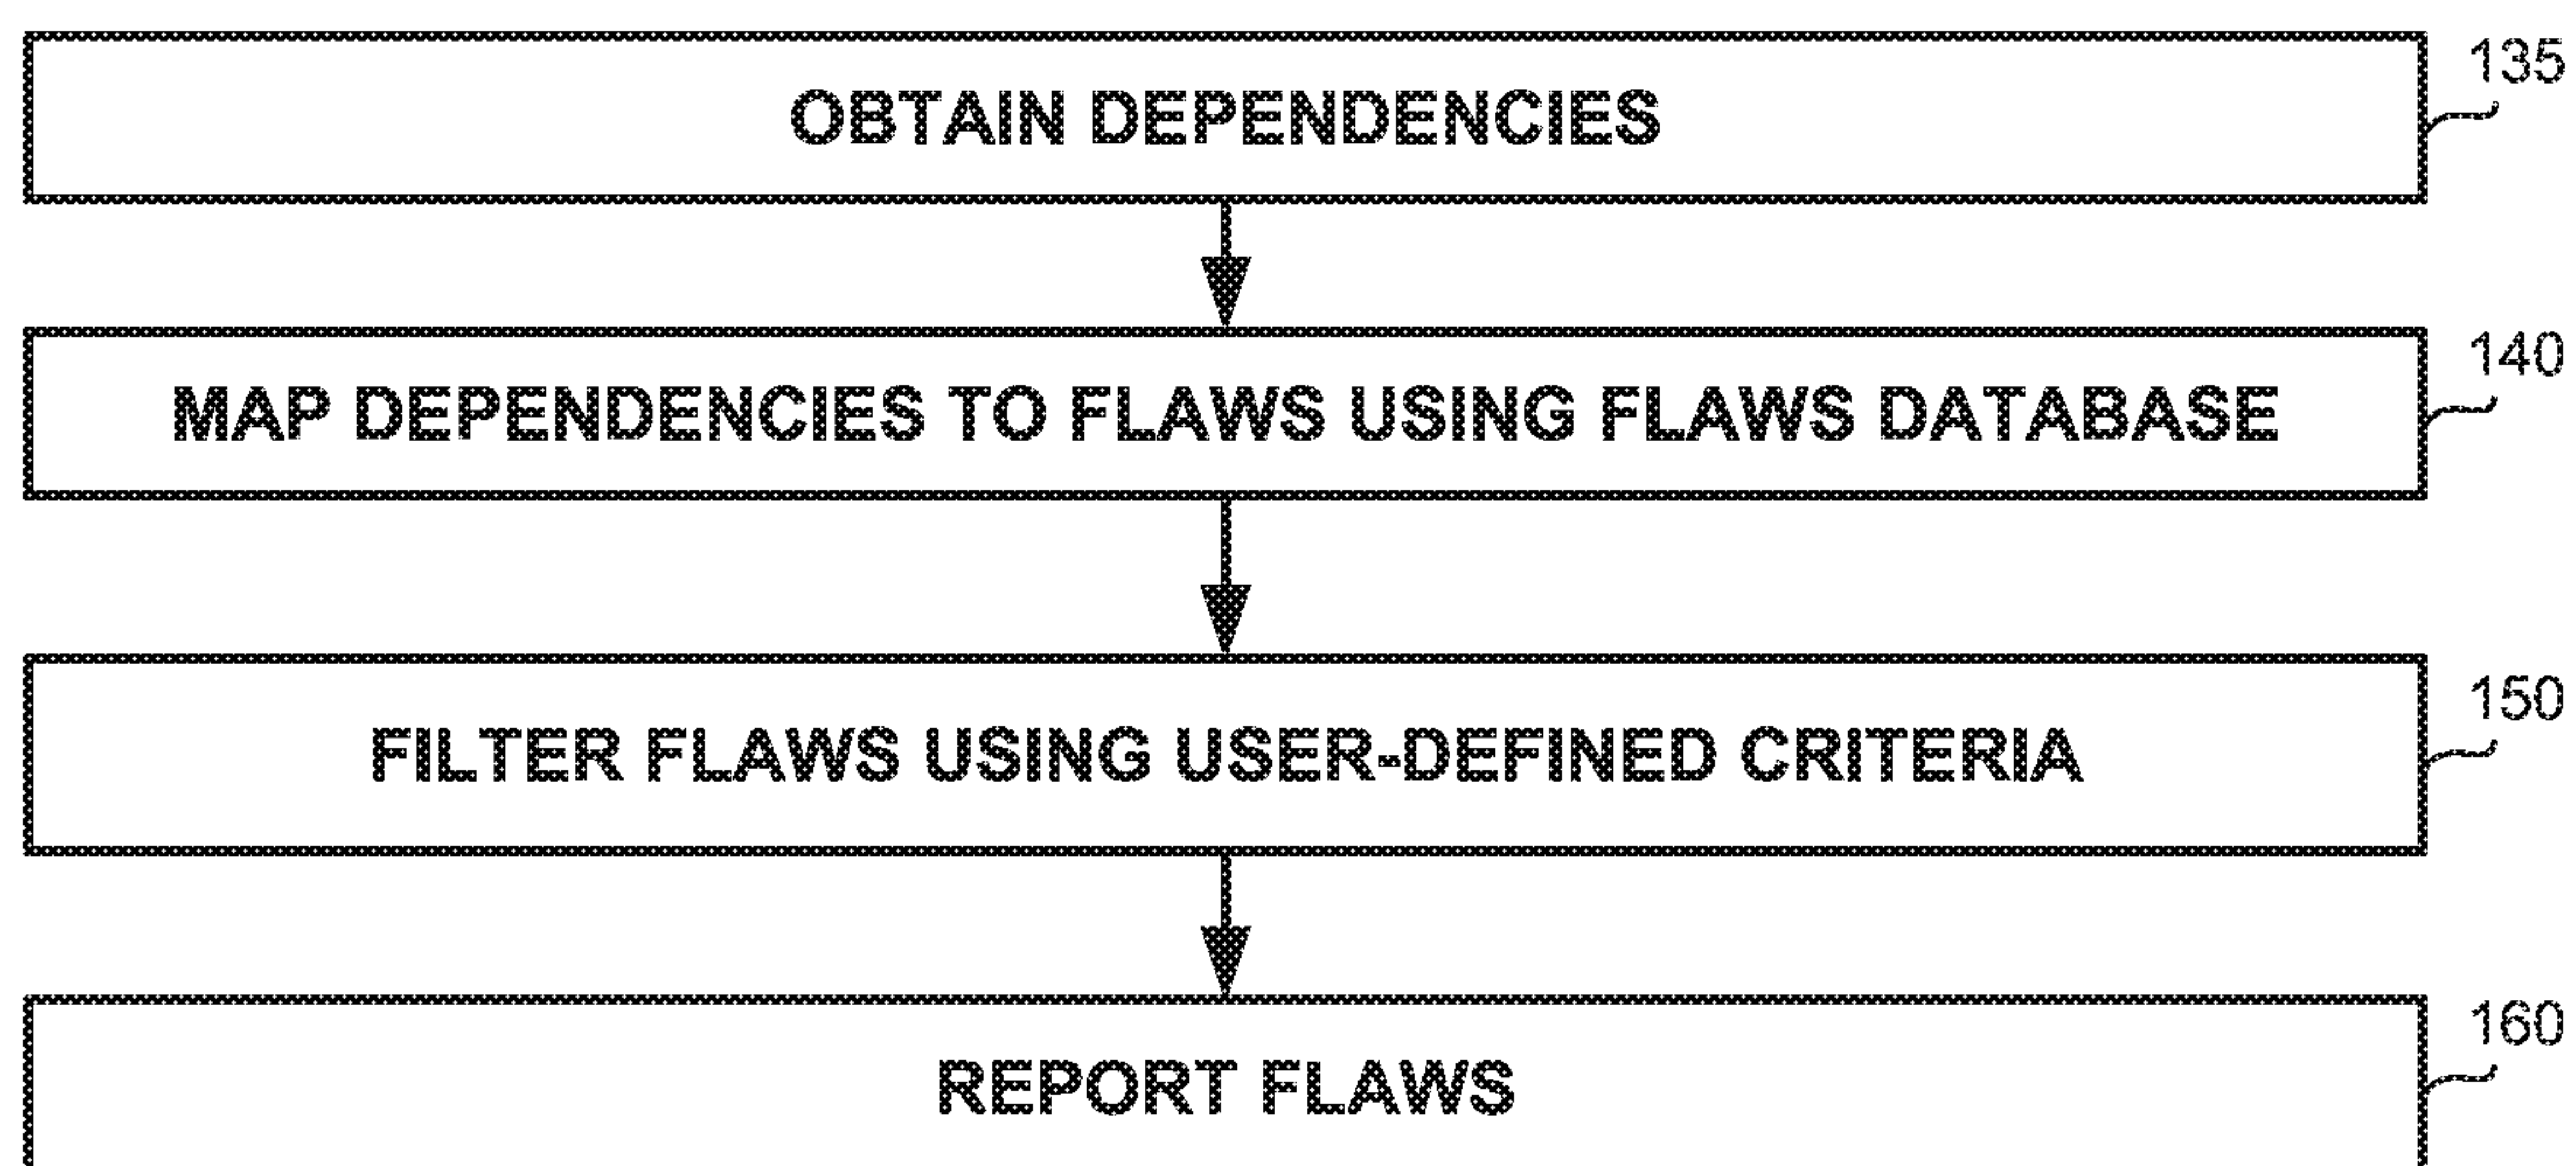 135
OBTAIN DEPENDENCIES
140
MAP DEPENDENCIES TO FLAWS USING FLAWS DATABASE
150
FILTER FLAWS USING USER-DEFINED CRITERIA
160
REPORT FLAWS